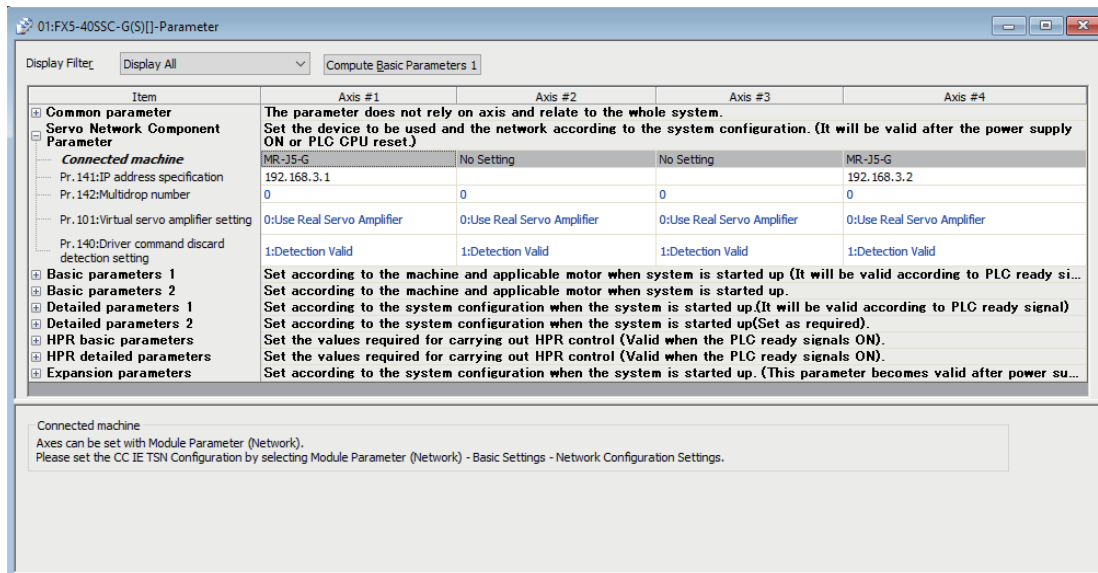 01:FX5-40SSC-G(S)[]-Parameter
Display Filter Display All Compute Basic Parameters 1
Item Axis #1 Axis #2 Axis #3 Axis #4
Common parameter The parameter does not rely on axis and relate to the whole system.
Servo Network Component Parameter Set the device to be used and the network according to the system configuration. (It will be valid after the power supply ON or PLC CPU reset.)
Connected machine MR-J5-G No Setting No Setting MR-J5-G
Pr.141:IP address specification 192.168.3.1 192.168.3.2
Pr.142:Multidrop number 0 0 0 0
Pr.101:Virtual servo amplifier setting 0:Use Real Servo Amplifier 0:Use Real Servo Amplifier 0:Use Real Servo Amplifier 0:Use Real Servo Amplifier
Pr.140:Driver command discard detection setting 1:Detection Valid 1:Detection Valid 1:Detection Valid 1:Detection Valid
Basic parameters 1 Set according to the machine and applicable motor when system is started up (It will be valid according to PLC ready si...
Basic parameters 2 Set according to the machine and applicable motor when system is started up.
Detailed parameters 1 Set according to the system configuration when the system is started up.(It will be valid according to PLC ready signal)
Detailed parameters 2 Set according to the system configuration when the system is started up(Set as required).
HPR basic parameters Set the values required for carrying out HPR control (Valid when the PLC ready signals ON).
HPR detailed parameters Set the values required for carrying out HPR control (Valid when the PLC ready signals ON).
Expansion parameters Set according to the system configuration when the system is started up. (This parameter becomes valid after power su...
Connected machine
Axes can be set with Module Parameter (Network).
Please set the CC IE TSN Configuration by selecting Module Parameter (Network) - Basic Settings - Network Configuration Settings.